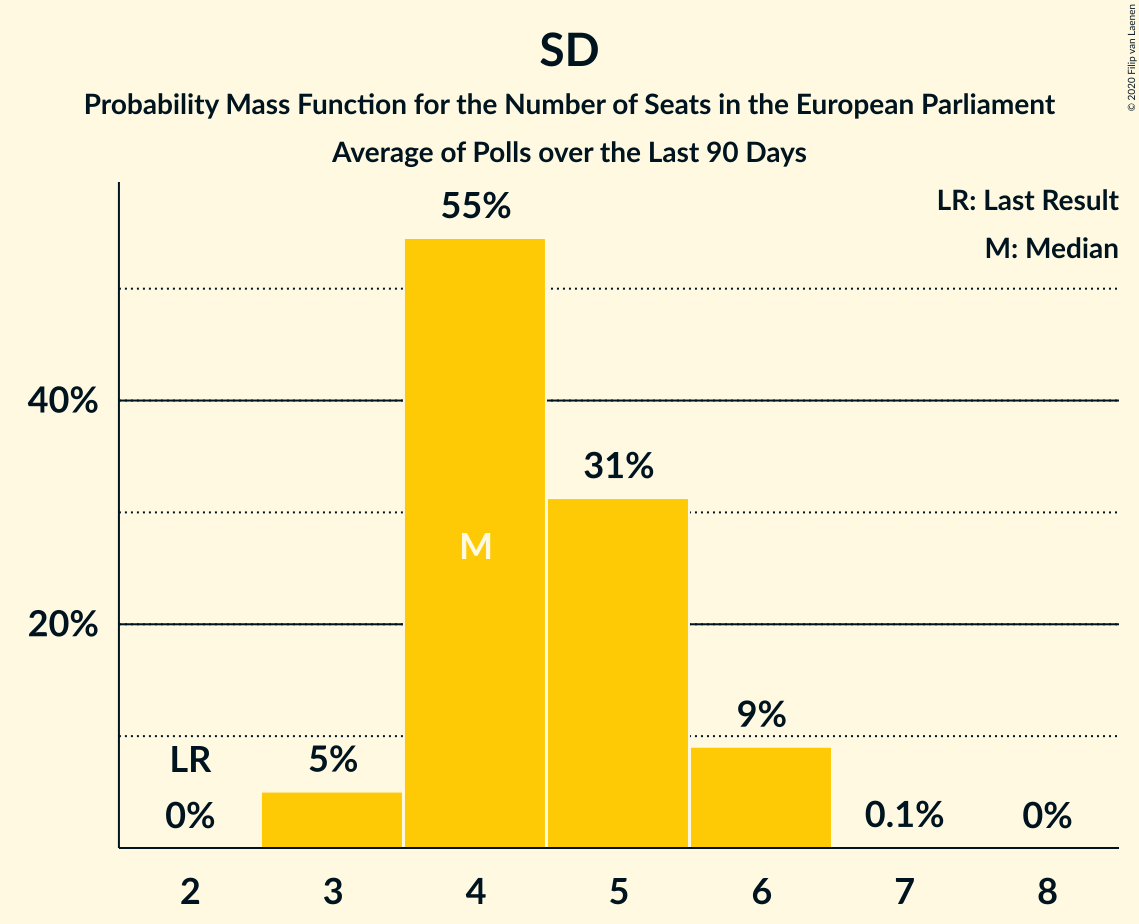 SD
Probability Mass Function for the Number of Seats in the European Parliament
Average of Polls over the Last 90 Days
© 2020 Filip van Laenen
LR: Last Result
M: Median
55%
40%
31%
M
20%
9%
LR
5%
0%
0.1%
0%
2 3 4 5 6 7 8